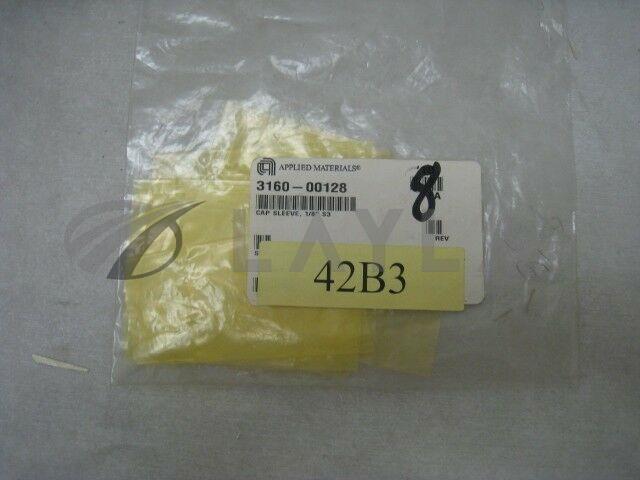 APPLIED MATERIALS®
3160-00128
8
A
CAP SLEEVE, 1/8" S3
REV
S
42B3